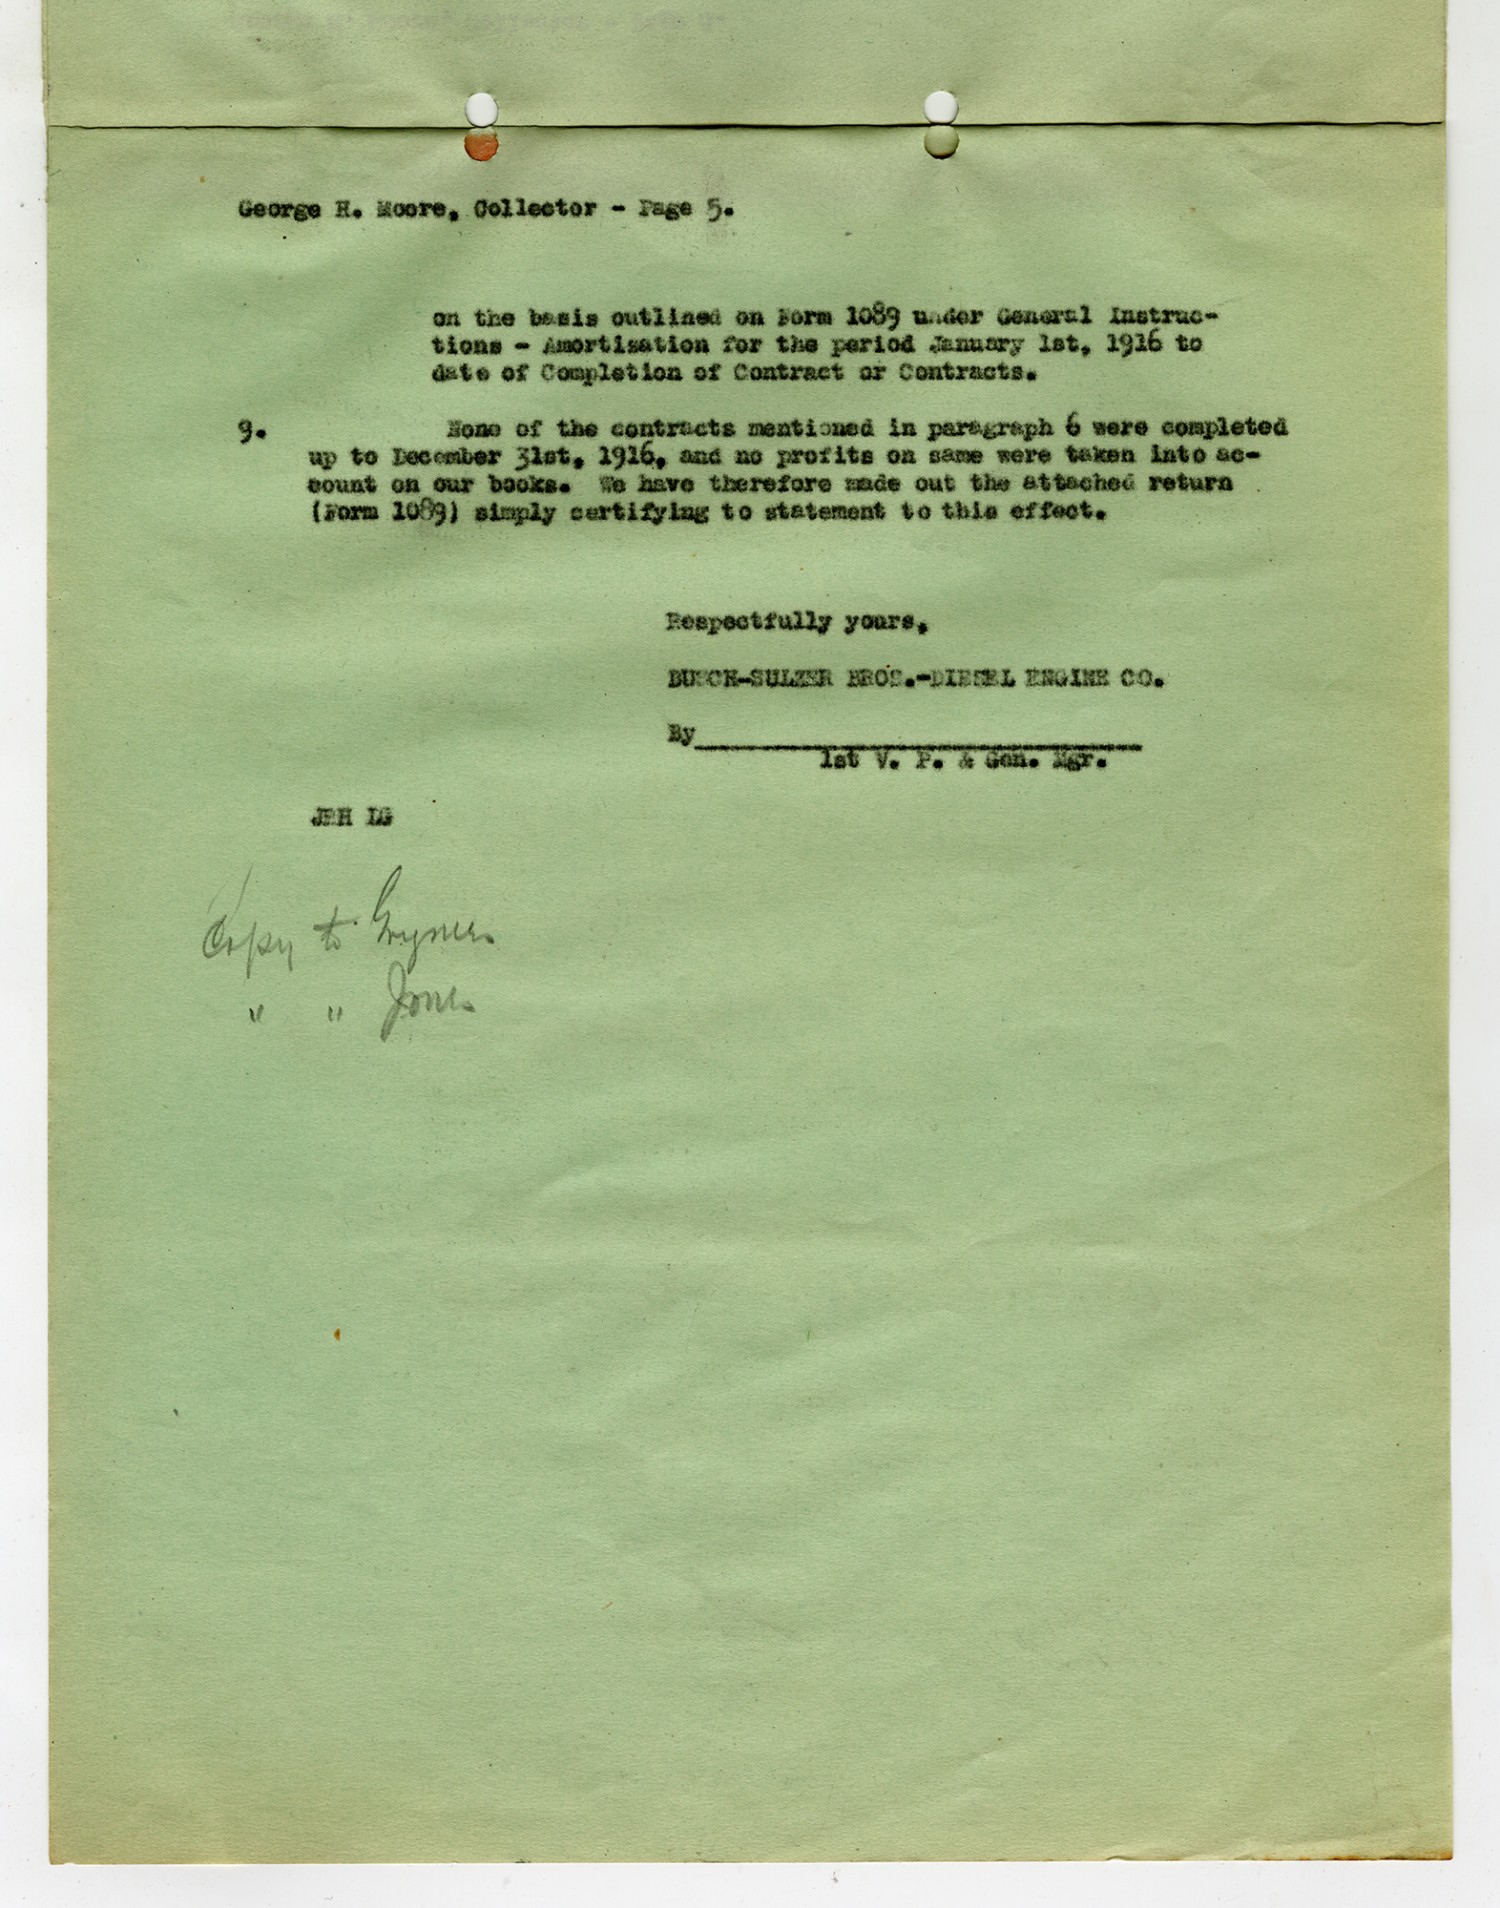 George H. Moore, Collector - Page 5.
on the basis outlined on Form 1089 under General Instruc-
tions - Amortization for the period January 1st, 1916 to
date of Completion of Contract or Contracts.
9. None of the contracts mentioned in paragraph 6 were completed
up to December 31st, 1916, and no profits on same were taken into ac-
count on our books. We have therefore made out the attached return
(Form 1089) simply certifying to statement to this effect.
Respectfully yours,
BUSCH-SULZER BROS.-DIESEL ENGINE CO.
By
1st V. P. & Gen. Mgr.
LG
Copy to
" " Jones